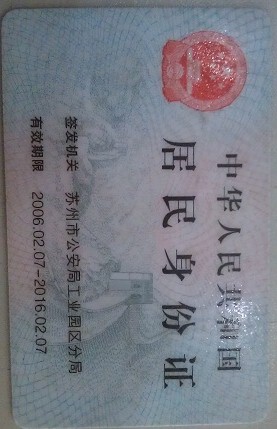 中华人民共和国
居民身份证
签发机关 苏州市公安局工业园区分局
有效期限 2006.02.07-2016.02.07